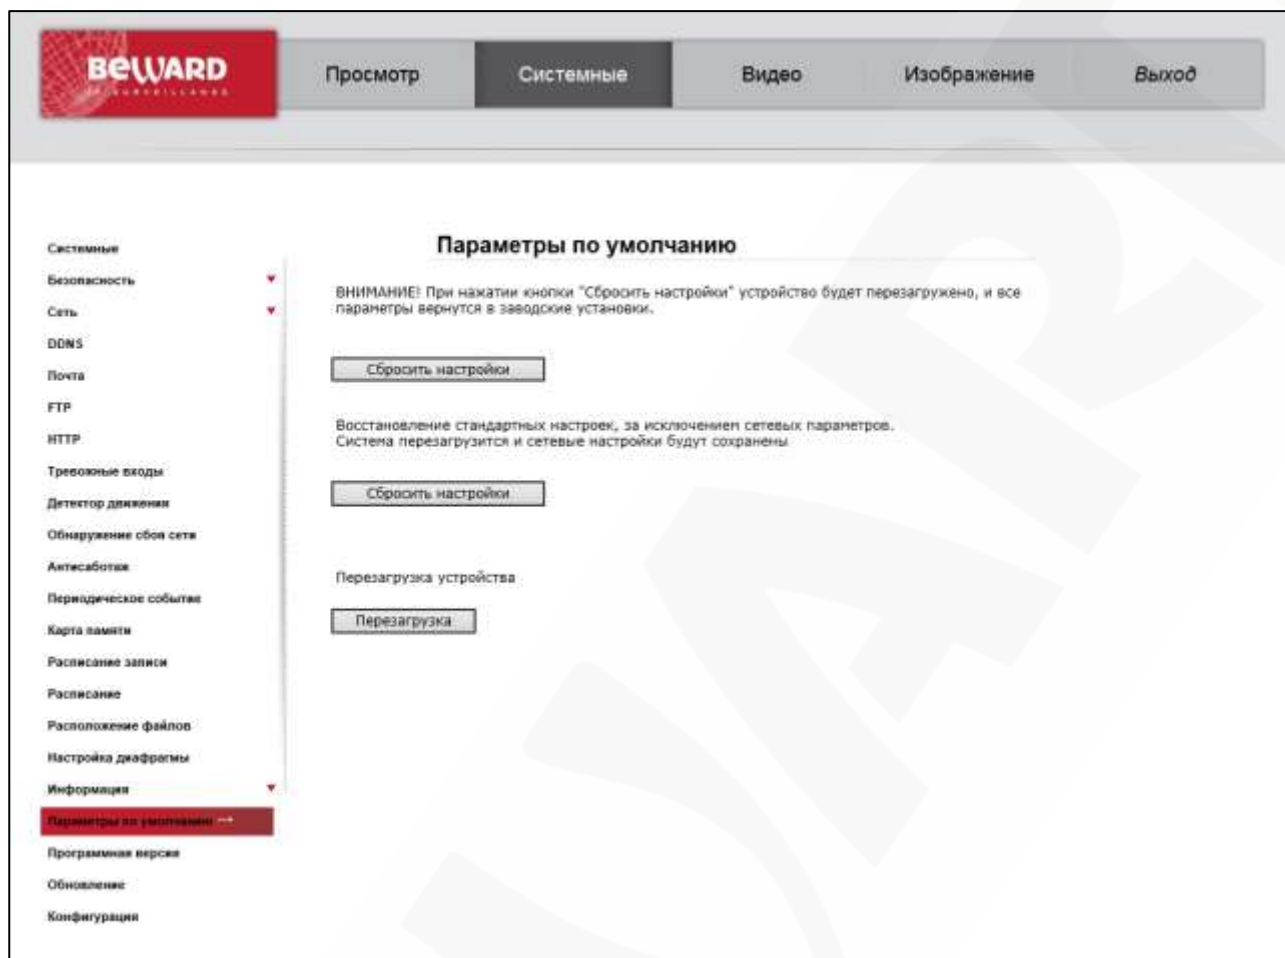 BEWARD
IP SURVEILLANCE
Просмотр
Системные
Видео
Изображение
Выход
Системные
Безопасность
Сеть
DDNS
Почта
FTP
HTTP
Тревожные входы
Детектор движения
Обнаружение сбоя сети
Антисаботаж
Периодическое событие
Карта памяти
Расписание записи
Расписание
Расположение файлов
Настройка диафрагмы
Информация
Параметры по умолчанию
Программная версия
Обновление
Конфигурация
Параметры по умолчанию
ВНИМАНИЕ! При нажатии кнопки "Сбросить настройки" устройство будет перезагружено, и все
параметры вернутся в заводские установки.
Сбросить настройки
Восстановление стандартных настроек, за исключением сетевых параметров.
Система перезагрузится и сетевые настройки будут сохранены
Сбросить настройки
Перезагрузка устройства
Перезагрузка